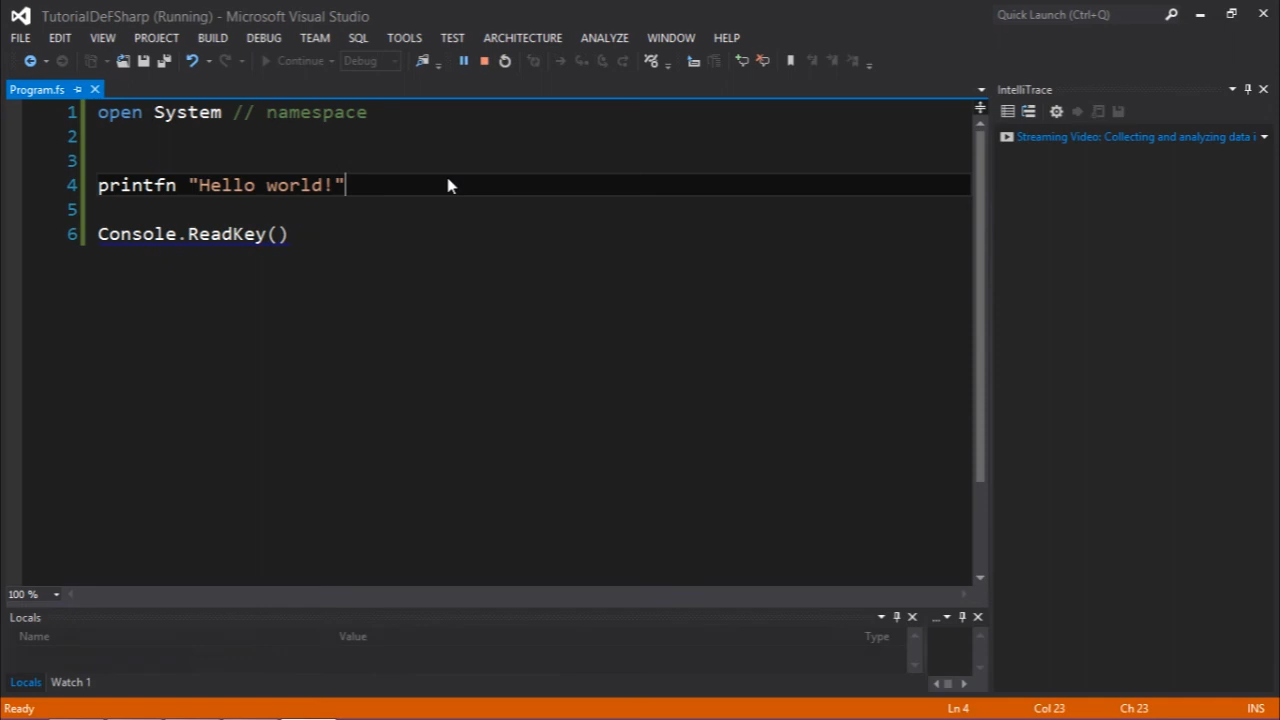 TutorialDeFSharp (Running) - Microsoft Visual Studio
Quick Launch (Ctrl+Q)
FILE EDIT VIEW PROJECT BUILD DEBUG TEAM SQL TOOLS TEST ARCHITECTURE ANALYZE WINDOW HELP
Continue Debug
Program.fs
IntelliTrace
1 open System // namespace
Streaming Video: Collecting and analyzing data i
2
3
4 printfn "Hello world!"
5
6 Console.ReadKey()
100 %
Locals
...
Name Value Type
Locals Watch 1
Ready Ln 4 Col 23 Ch 23 INS